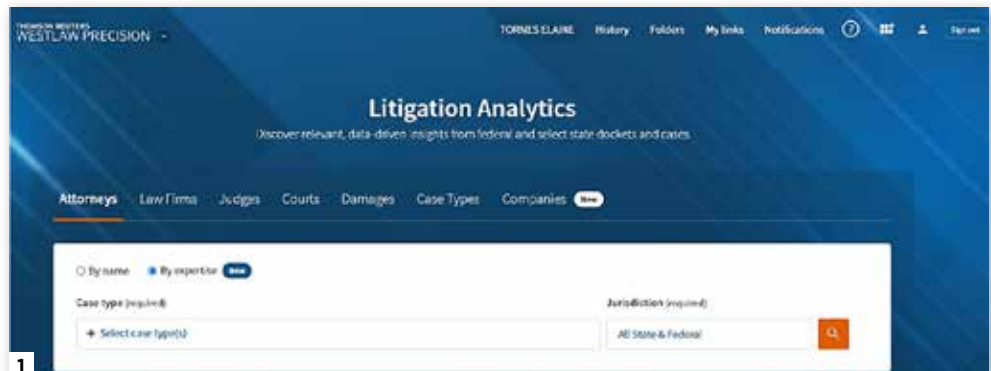 THOMSON REUTERS
WESTLAW PRECISION
TORNES ELAINE History Folders My links Notifications ? Sign out
Litigation Analytics
Discover relevant, data-driven insights from federal and select state dockets and cases
Attorneys Law Firms Judges Courts Damages Case Types Companies New
By name By expertise New
Case type (required) Jurisdiction (required)
+ Select case type(s) All State & Federal
1